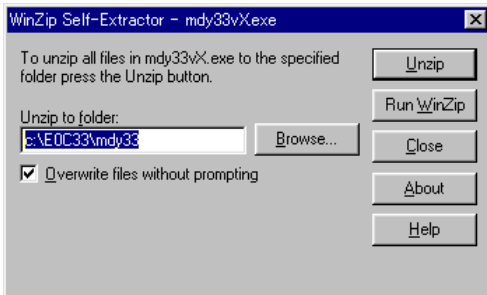 WinZip Self-Extractor - mdy33vX.exe
To unzip all files in mdy33vX.exe to the specified
folder press the Unzip button.
Unzip to folder:
c:\E0C33\mdy33
Browse...
Overwrite files without prompting
Unzip
Run WinZip
Close
About
Help